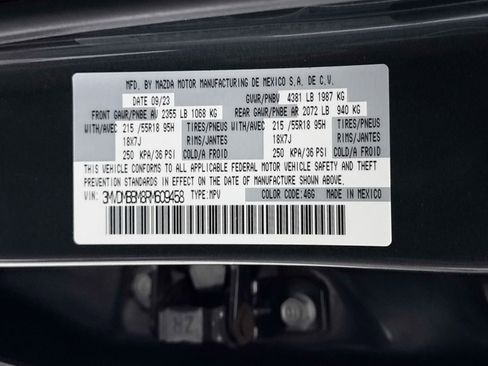 MFD. BY MAZDA MOTOR MANUFACTURING DE MEXICO S.A. DE C.V.
DATE 09/23 GVWR/PNBV 4381 LB 1987 KG
FRONT GAWR/PNBE AV 2355 LB 1068 KG REAR GAWR/PNBE AR 2072 LB 940 KG
WITH/AVEC 215 /55R18 95H TIRES/PNEUS WITH/AVEC 215 /55R18 95H TIRES/PNEUS
18X7J RIMS/JANTES 18X7J RIMS/JANTES
250 KPA/36 PSI COLD/A FROID 250 KPA/36 PSI COLD/A FROID
THIS VEHICLE CONFORMS TO ALL APPLICABLE FEDERAL MOTOR VEHICLE SAFETY AND THEFT
PREVENTION STANDARDS IN EFFECT ON THE DATE OF MANUFACTURE SHOWN ABOVE.
VIN: TYPE:MPV COLOR CODE:46G MADE IN MEXICO